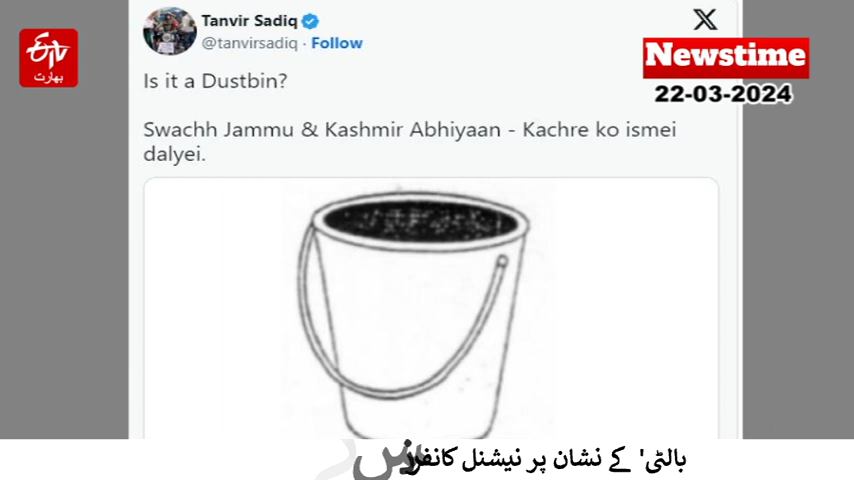 Tanvir Sadiq
@tanvirsadiq · Follow
X
ETV
بھارت
Newstime
22-03-2024
Is it a Dustbin?
Swachh Jammu & Kashmir Abhiyaan - Kachre ko ismei
dalyei.
بالٹی' کے نشان پر نیشنل